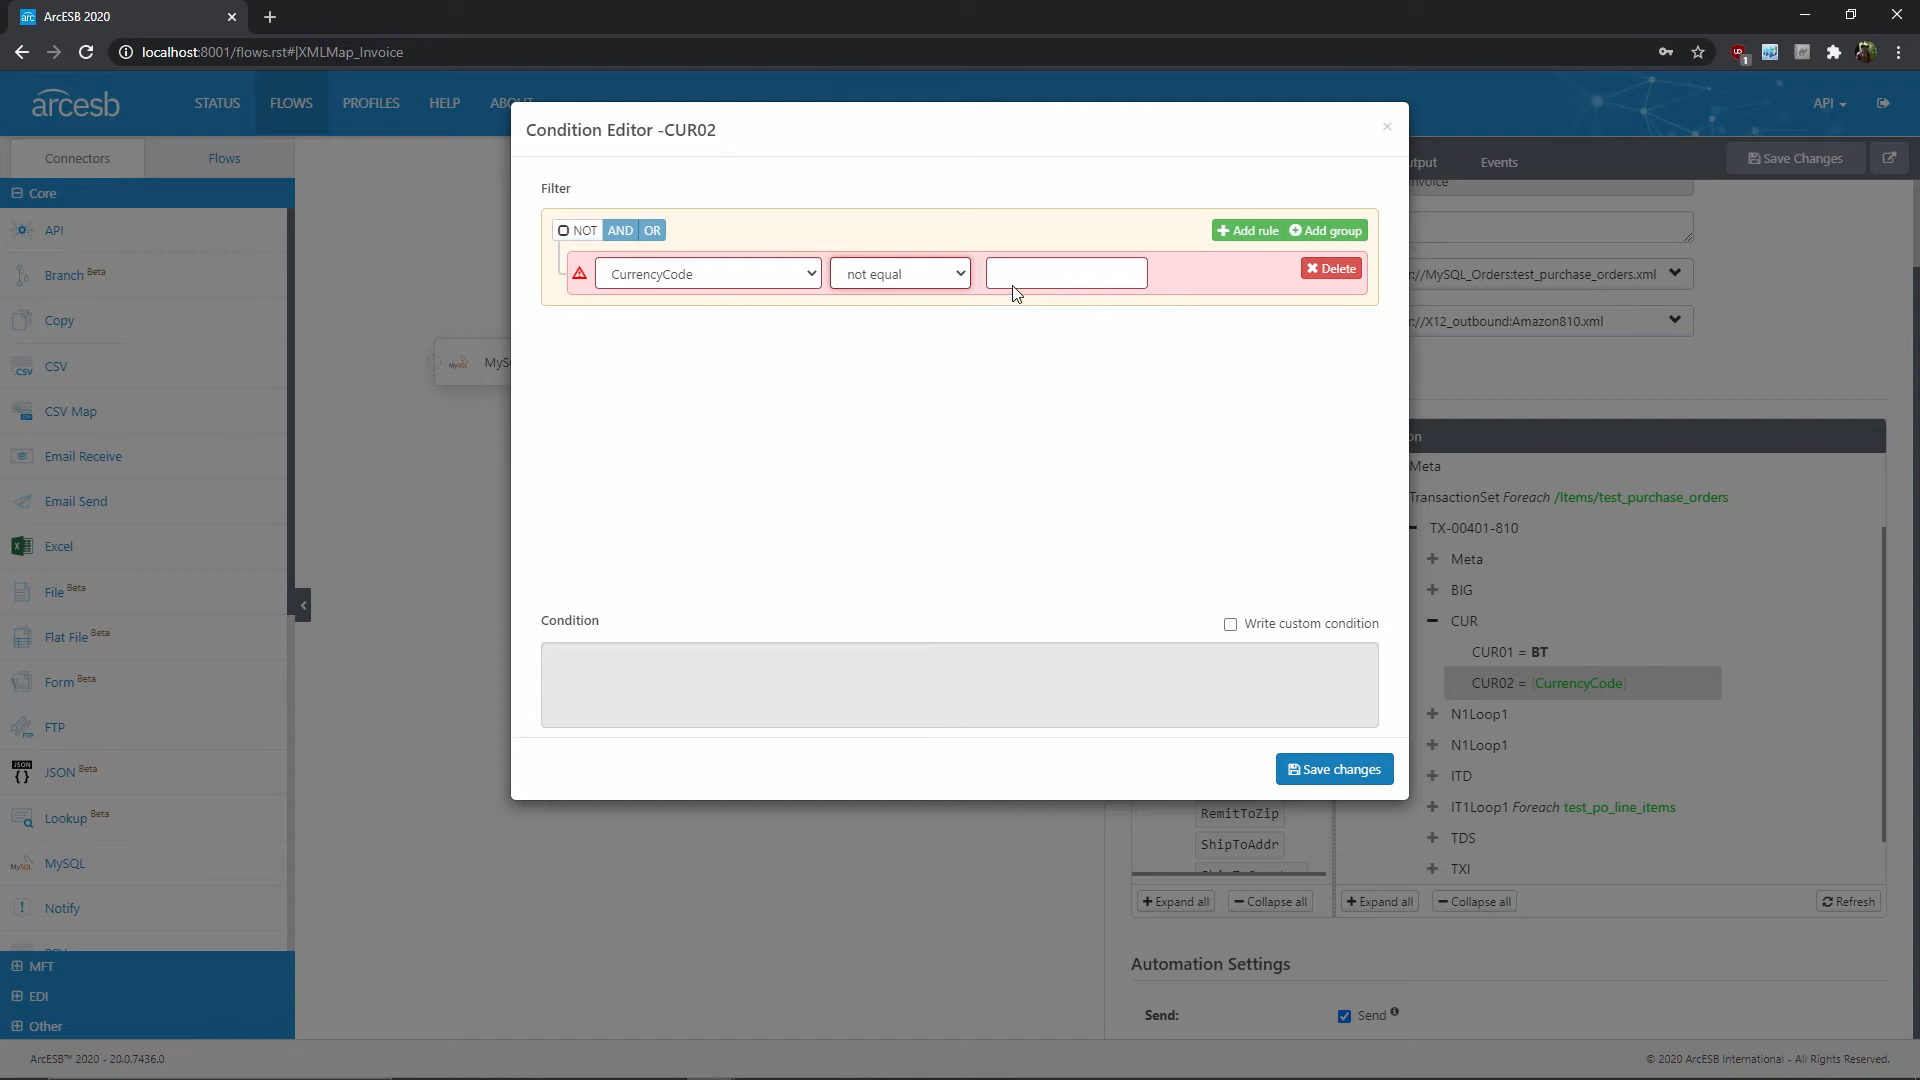 ArcESB 2020
localhost:8001/flows.rst#|XMLMap_Invoice
1
arcesb
STATUS
FLOWS
PROFILES
HELP
ABOUT
API
Connectors
Flows
Core
API
Branch Beta
Copy
CSV
CSV Map
Email Receive
Email Send
Excel
File Beta
Flat File Beta
Form Beta
FTP
JSON Beta
Lookup Beta
MySQL
Notify
MFT
EDI
Other
Condition Editor -CUR02
×
Filter
NOT
AND
OR
Add rule
Add group
CurrencyCode
not equal
Delete
Condition
Write custom condition
Save changes
Events
Save Changes
://MySQL_Orders:test_purchase_orders.xml
://X12_outbound:Amazon810.xml
Meta
TransactionSet Foreach /Items/test_purchase_orders
TX-00401-810
Meta
BIG
CUR
CUR01 = BT
CUR02 = [CurrencyCode]
N1Loop1
N1Loop1
ITD
IT1Loop1 Foreach test_po_line_items
TDS
TXI
RemitToZip
ShipToAddr
Expand all
Collapse all
Expand all
Collapse all
Refresh
Automation Settings
Send:
Send
ArcESB™ 2020 - 20.0.7436.0
© 2020 ArcESB International - All Rights Reserved.